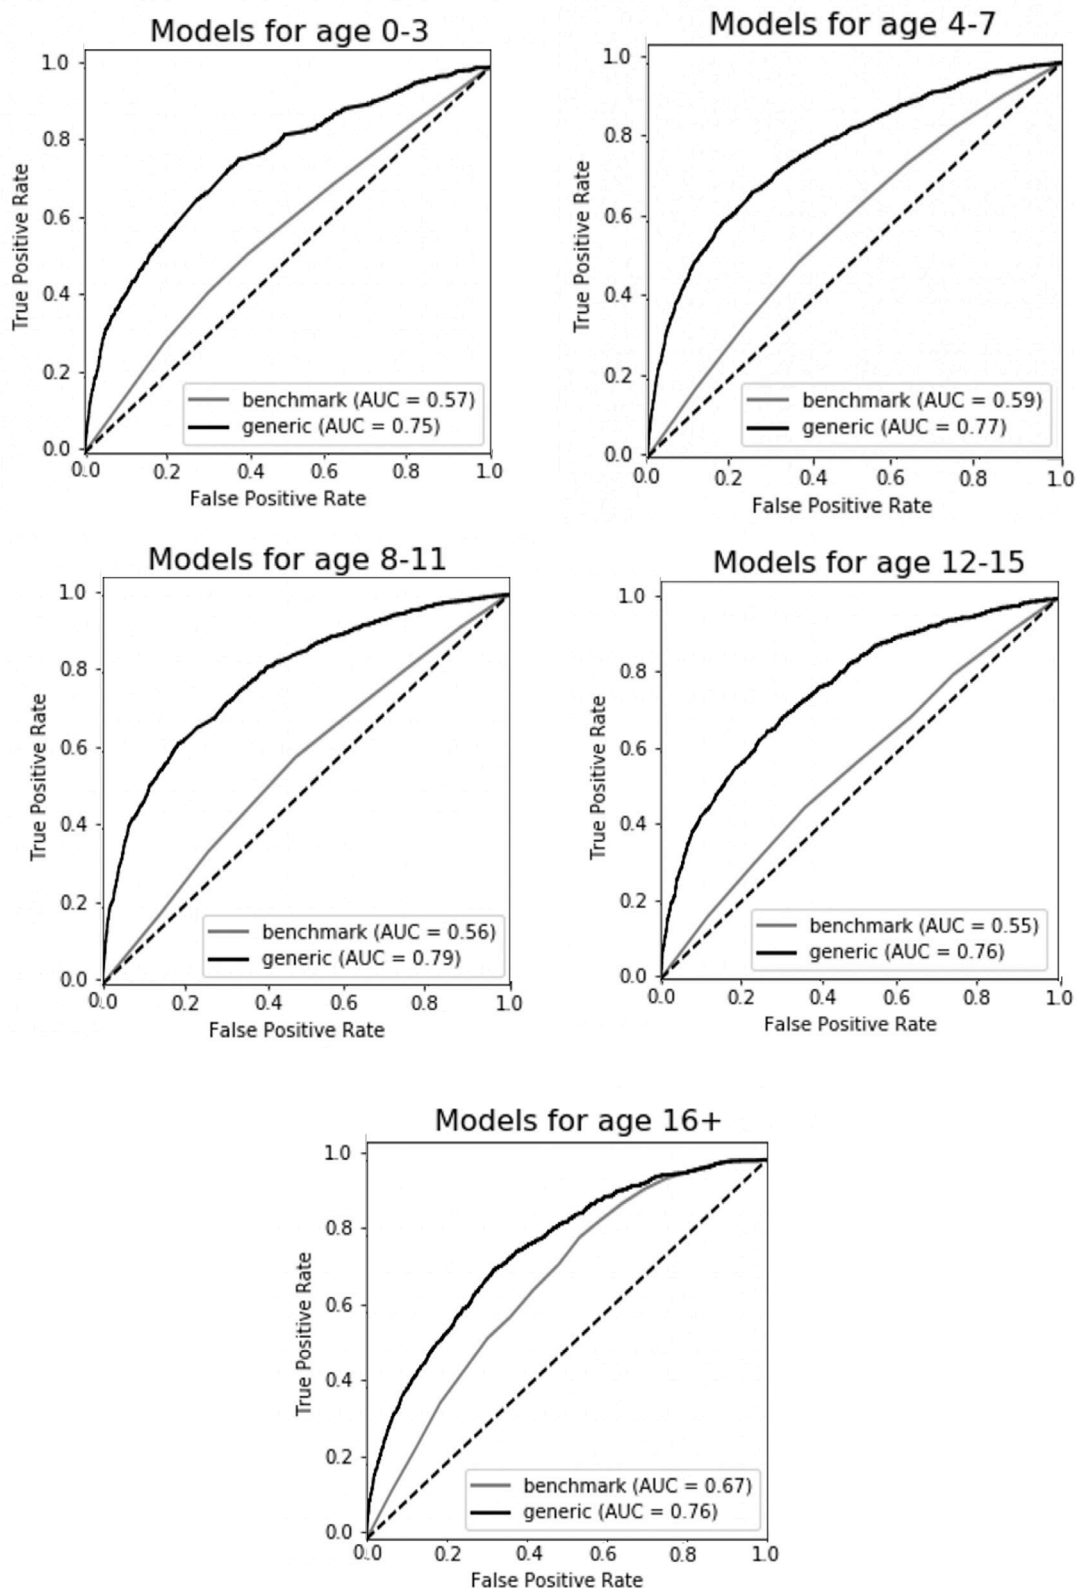 Models for age 0-3
1.0
0.8
0.6
0.4
0.2
0.0
True Positive Rate
benchmark (AUC = 0.57)
generic (AUC = 0.75)
0.0 0.2 0.4 0.6 0.8 1.0
False Positive Rate
Models for age 4-7
1.0
0.8
0.6
0.4
0.2
0.0
True Positive Rate
benchmark (AUC = 0.59)
generic (AUC = 0.77)
0.0 0.2 0.4 0.6 0.8 1.0
False Positive Rate
Models for age 8-11
1.0
0.8
0.6
0.4
0.2
0.0
True Positive Rate
benchmark (AUC = 0.56)
generic (AUC = 0.79)
0.0 0.2 0.4 0.6 0.8 1.0
False Positive Rate
Models for age 12-15
1.0
0.8
0.6
0.4
0.2
0.0
True Positive Rate
benchmark (AUC = 0.55)
generic (AUC = 0.76)
0.0 0.2 0.4 0.6 0.8 1.0
False Positive Rate
Models for age 16+
1.0
0.8
0.6
0.4
0.2
0.0
True Positive Rate
benchmark (AUC = 0.67)
generic (AUC = 0.76)
0.0 0.2 0.4 0.6 0.8 1.0
False Positive Rate